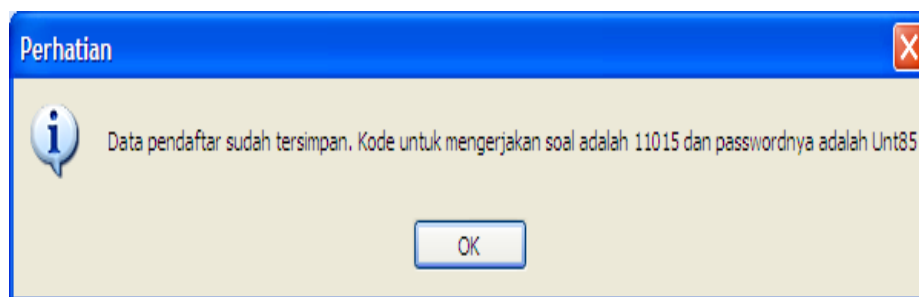 Perhatian
Data pendaftar sudah tersimpan. Kode untuk mengerjakan soal adalah 11015 dan passwordnya adalah Unt85
OK